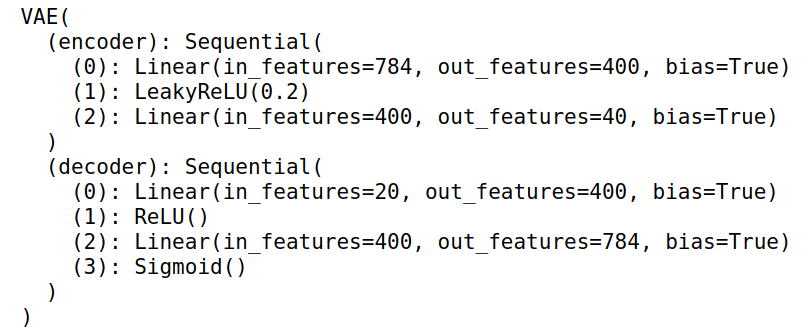 VAE(
  (encoder): Sequential(
    (0): Linear(in_features=784, out_features=400, bias=True)
    (1): LeakyReLU(0.2)
    (2): Linear(in_features=400, out_features=40, bias=True)
  )
  (decoder): Sequential(
    (0): Linear(in_features=20, out_features=400, bias=True)
    (1): ReLU()
    (2): Linear(in_features=400, out_features=784, bias=True)
    (3): Sigmoid()
  )
)